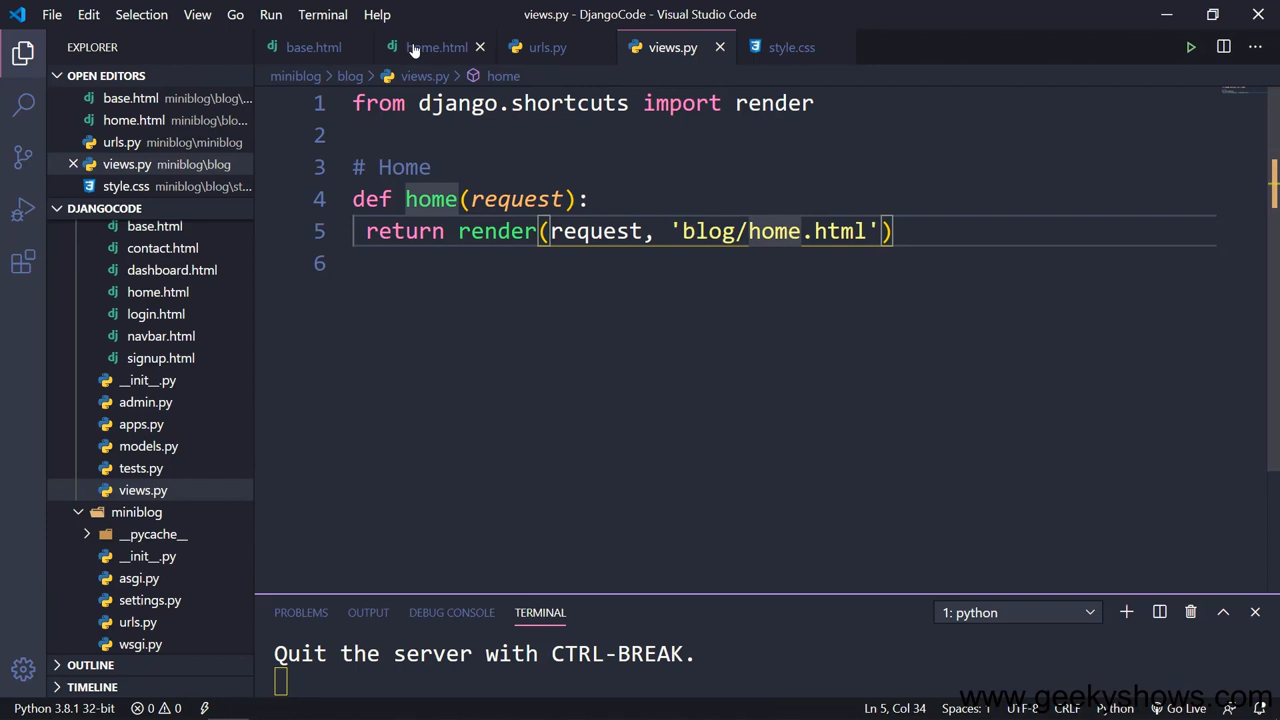 File Edit Selection View Go Run Terminal Help views.py - DjangoCode - Visual Studio Code
EXPLORER
OPEN EDITORS
base.html miniblog\blog\...
home.html miniblog\blo...
urls.py miniblog\miniblog
views.py miniblog\blog
style.css miniblog\blog\st...
DJANGOCODE
base.html
contact.html
dashboard.html
home.html
login.html
navbar.html
signup.html
__init__.py
admin.py
apps.py
models.py
tests.py
views.py
miniblog
__pycache__
__init__.py
asgi.py
settings.py
urls.py
wsgi.py
OUTLINE
TIMELINE
base.html home.html urls.py views.py style.css
miniblog > blog > views.py > home
1 from django.shortcuts import render
2
3 # Home
4 def home(request):
5 return render(request, 'blog/home.html')
6
PROBLEMS OUTPUT DEBUG CONSOLE TERMINAL 1: python
Quit the server with CTRL-BREAK.
www.geekyshows.com
Python 3.8.1 32-bit 0 0 Ln 5, Col 34 Spaces: 1 UTF-8 CRLF Python Go Live